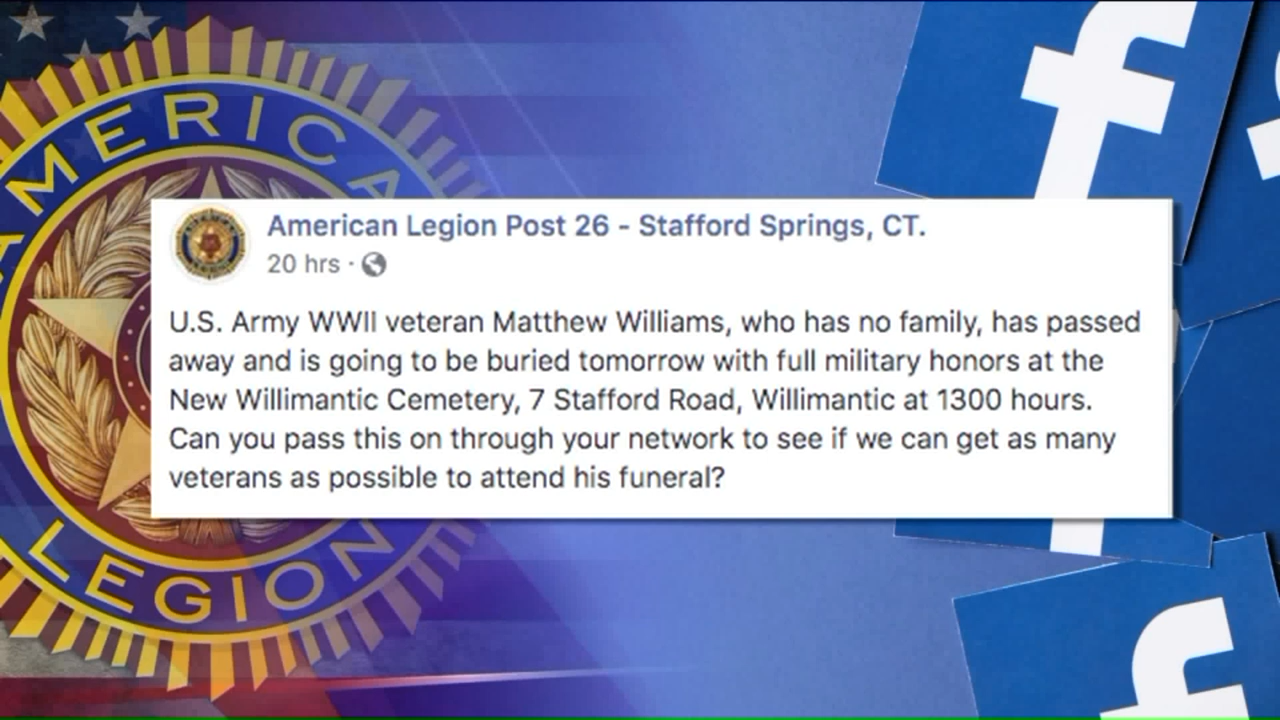 AMERICA
LEGION
American Legion Post 26 - Stafford Springs, CT.
20 hrs ·
U.S. Army WWII veteran Matthew Williams, who has no family, has passed
away and is going to be buried tomorrow with full military honors at the
New Willimantic Cemetery, 7 Stafford Road, Willimantic at 1300 hours.
Can you pass this on through your network to see if we can get as many
veterans as possible to attend his funeral?
f
f
f